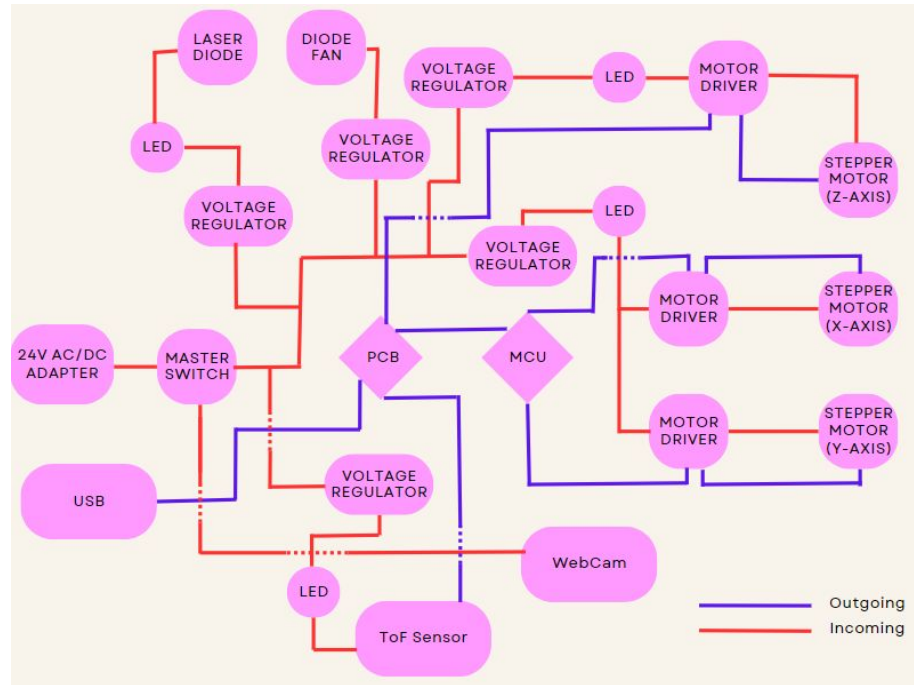 LASER
DIODE
DIODE
FAN
VOLTAGE
REGULATOR
LED
MOTOR
DRIVER
LED
VOLTAGE
REGULATOR
STEPPER
MOTOR
(Z-AXIS)
VOLTAGE
REGULATOR
LED
VOLTAGE
REGULATOR
MOTOR
DRIVER
STEPPER
MOTOR
(X-AXIS)
24V AC/DC
ADAPTER
MASTER
SWITCH
PCB
MCU
MOTOR
DRIVER
STEPPER
MOTOR
(Y-AXIS)
VOLTAGE
REGULATOR
USB
WebCam
LED
ToF Sensor
Outgoing
Incoming